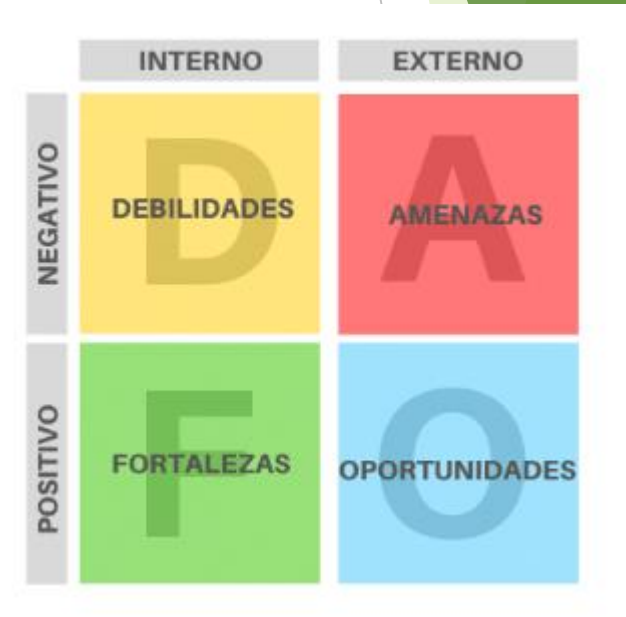 INTERNO EXTERNO
NEGATIVO
D
DEBILIDADES
A
AMENAZAS
POSITIVO
F
FORTALEZAS
O
OPORTUNIDADES